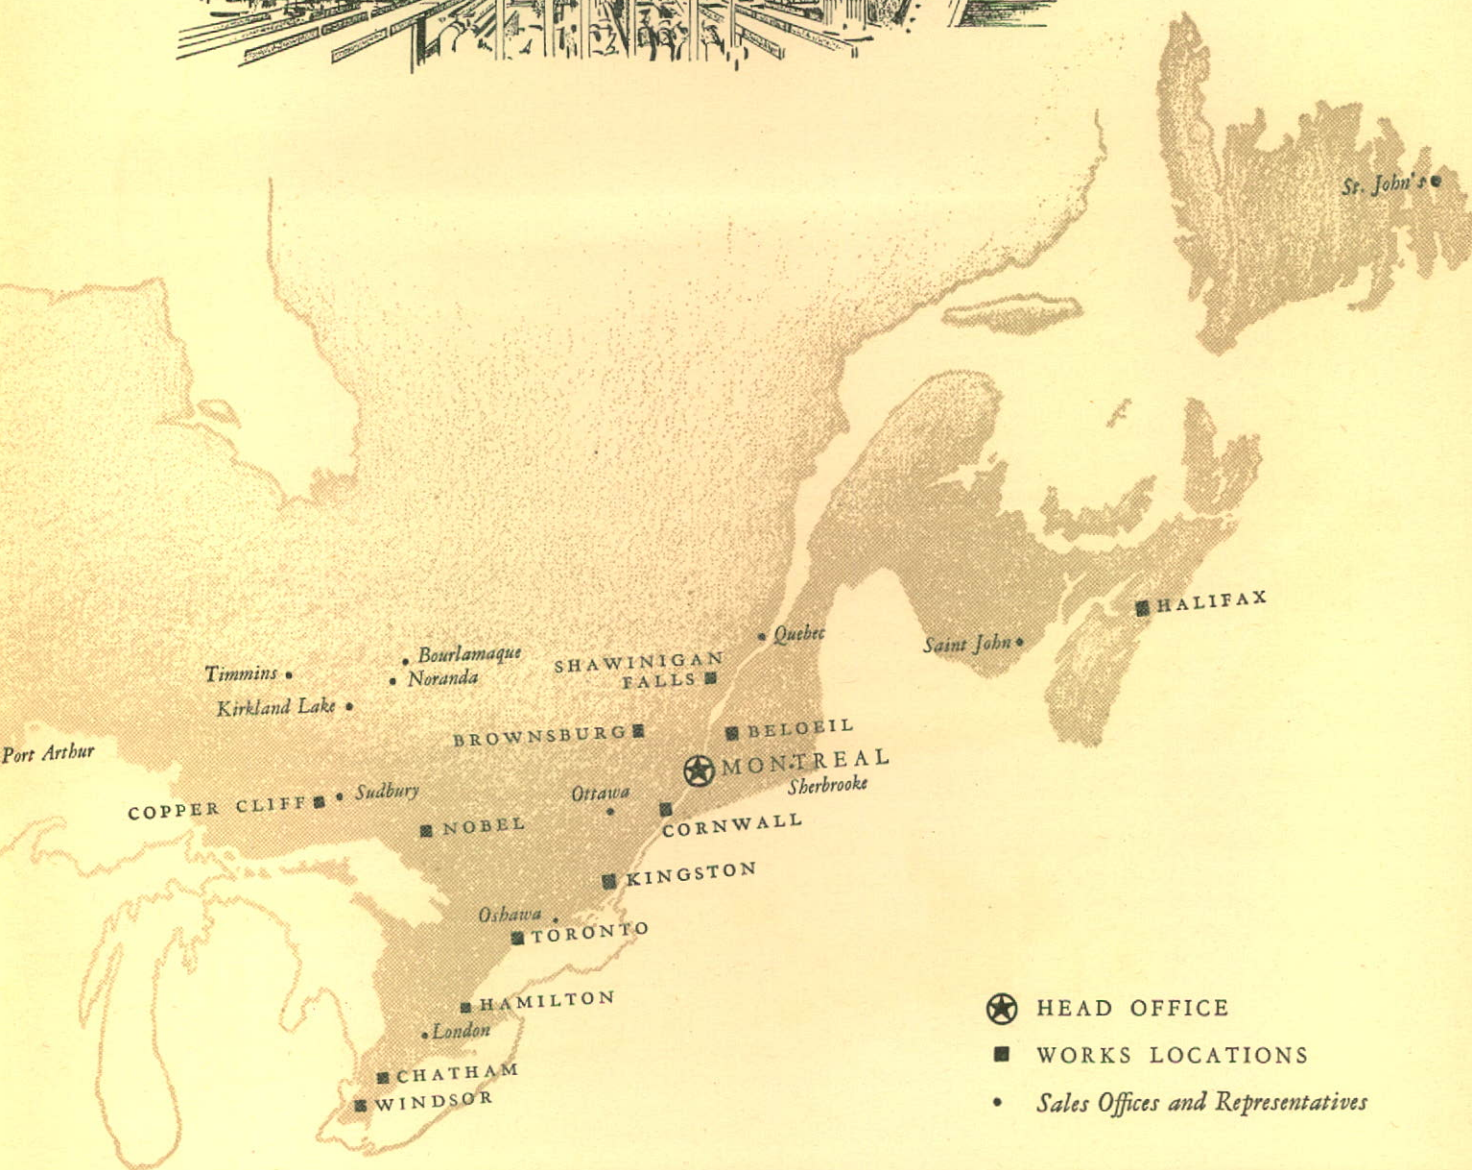 St. John's
HALIFAX
Quebec
Saint John
Bourlamaque
SHAWINIGAN
FALLS
Timmins
Noranda
Kirkland Lake
BROWNSBURG
BELOEIL
Port Arthur
MONTREAL
Sherbrooke
COPPER CLIFF
Sudbury
Ottawa
NOBEL
CORNWALL
KINGSTON
Oshawa
TORONTO
HAMILTON
London
CHATHAM
WINDSOR
HEAD OFFICE
WORKS LOCATIONS
Sales Offices and Representatives